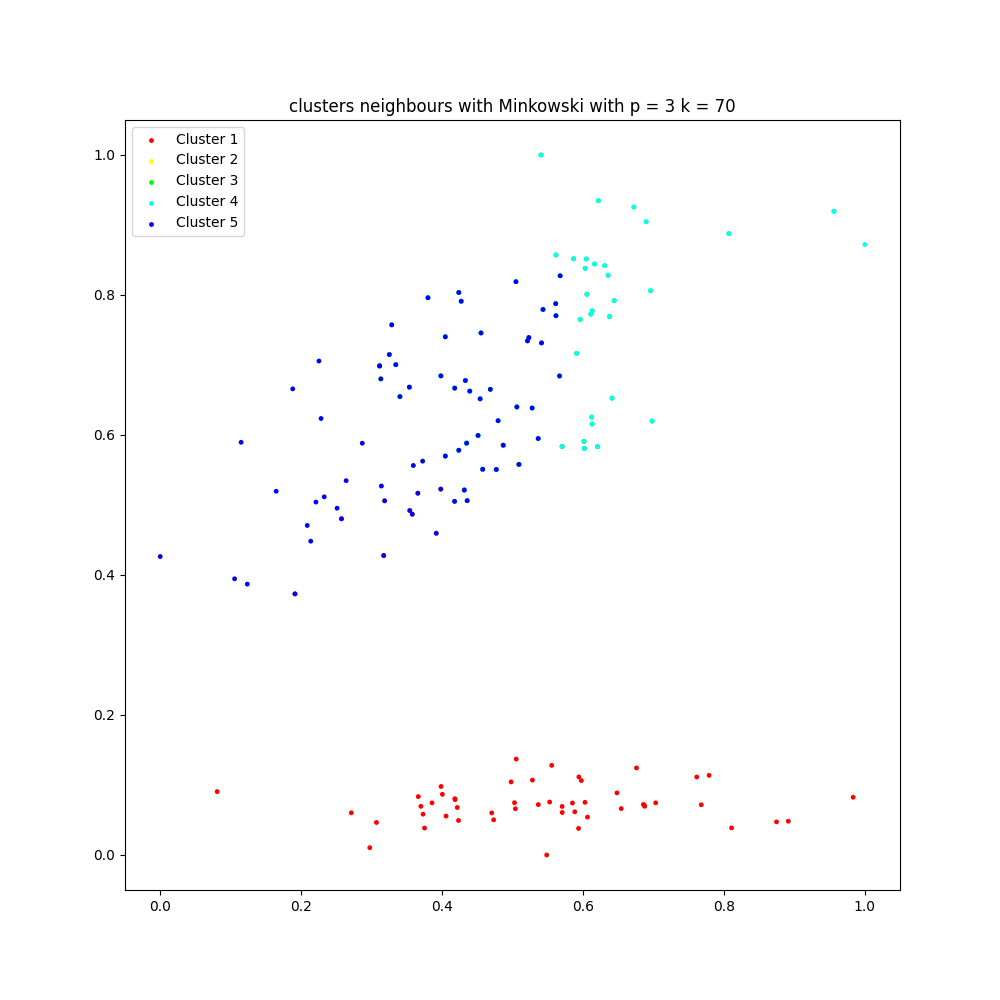 clusters neighbours with Minkowski with p = 3 k = 70
Cluster 1
Cluster 2
Cluster 3
Cluster 4
Cluster 5
1.0
0.8
0.6
0.4
0.2
0.0
0.0 0.2 0.4 0.6 0.8 1.0